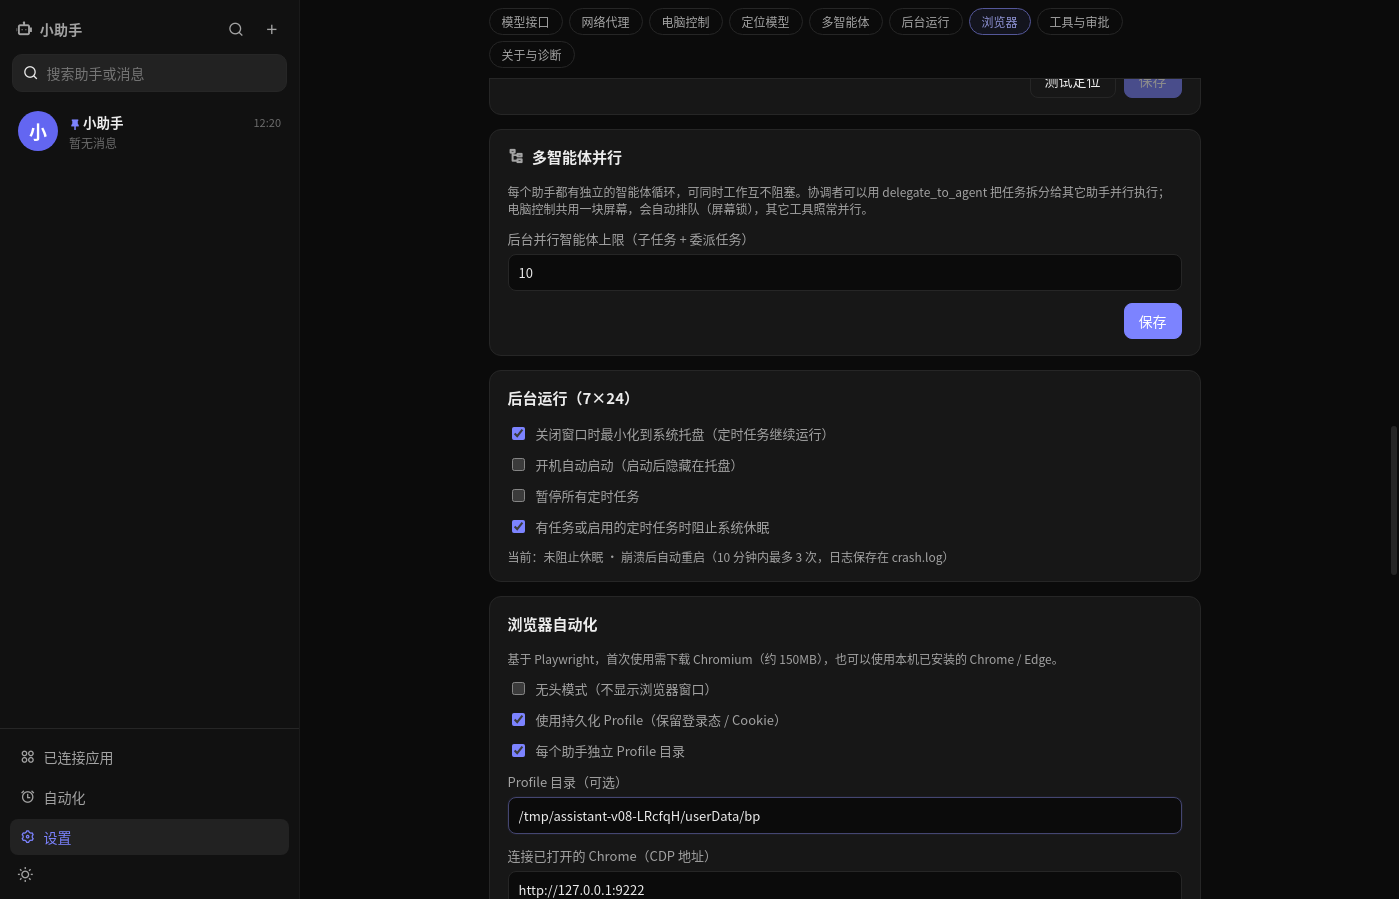 小助手
搜索助手或消息
小
小助手
12:20
暂无消息
已连接应用
自动化
设置
模型接口
网络代理
电脑控制
定位模型
多智能体
后台运行
浏览器
工具与审批
关于与诊断
测试定位
保存
多智能体并行
每个助手都有独立的智能体循环，可同时工作互不阻塞。协调者可以用 delegate_to_agent 把任务拆分给其它助手并行执行；
电脑控制共用一块屏幕，会自动排队（屏幕锁），其它工具照常并行。
后台并行智能体上限（子任务 + 委派任务）
10
保存
后台运行（7×24）
关闭窗口时最小化到系统托盘（定时任务继续运行）
开机自动启动（启动后隐藏在托盘）
暂停所有定时任务
有任务或启用的定时任务时阻止系统休眠
当前：未阻止休眠 · 崩溃后自动重启（10 分钟内最多 3 次，日志保存在 crash.log）
浏览器自动化
基于 Playwright，首次使用需下载 Chromium（约 150MB），也可以使用本机已安装的 Chrome / Edge。
无头模式（不显示浏览器窗口）
使用持久化 Profile（保留登录态 / Cookie）
每个助手独立 Profile 目录
Profile 目录（可选）
/tmp/assistant-v08-LRcfqH/userData/bp
连接已打开的 Chrome（CDP 地址）
http://127.0.0.1:9222